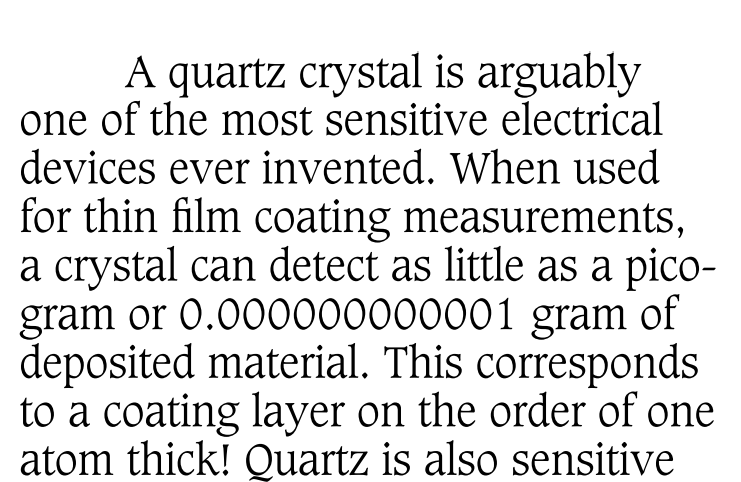 A quartz crystal is arguably
one of the most sensitive electrical
devices ever invented. When used
for thin film coating measurements,
a crystal can detect as little as a pico-
gram or 0.000000000001 gram of
deposited material. This corresponds
to a coating layer on the order of one
atom thick! Quartz is also sensitive